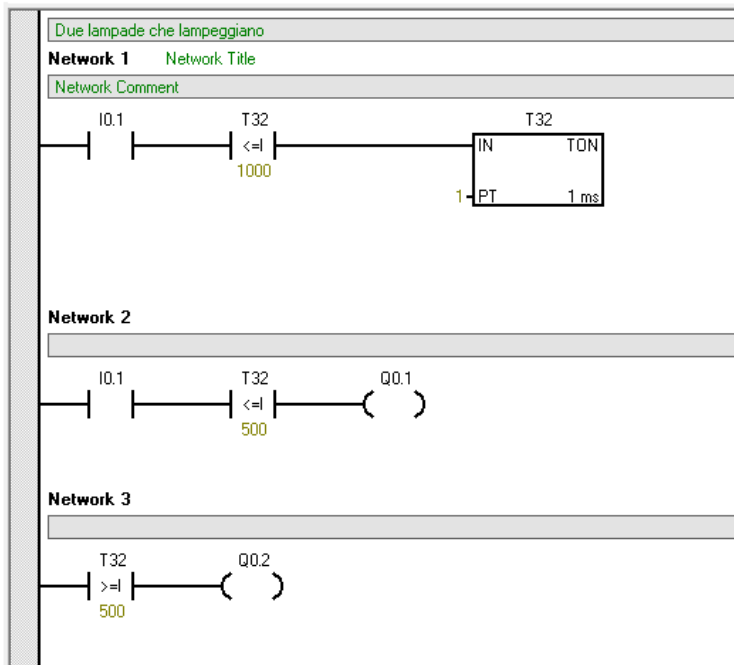 Due lampade che lampeggiano
Network 1 Network Title
Network Comment
I0.1 T32 T32
<=I IN TON
1000
1 PT 1 ms
Network 2
I0.1 T32 Q0.1
<=I
500
Network 3
T32 Q0.2
>=I
500